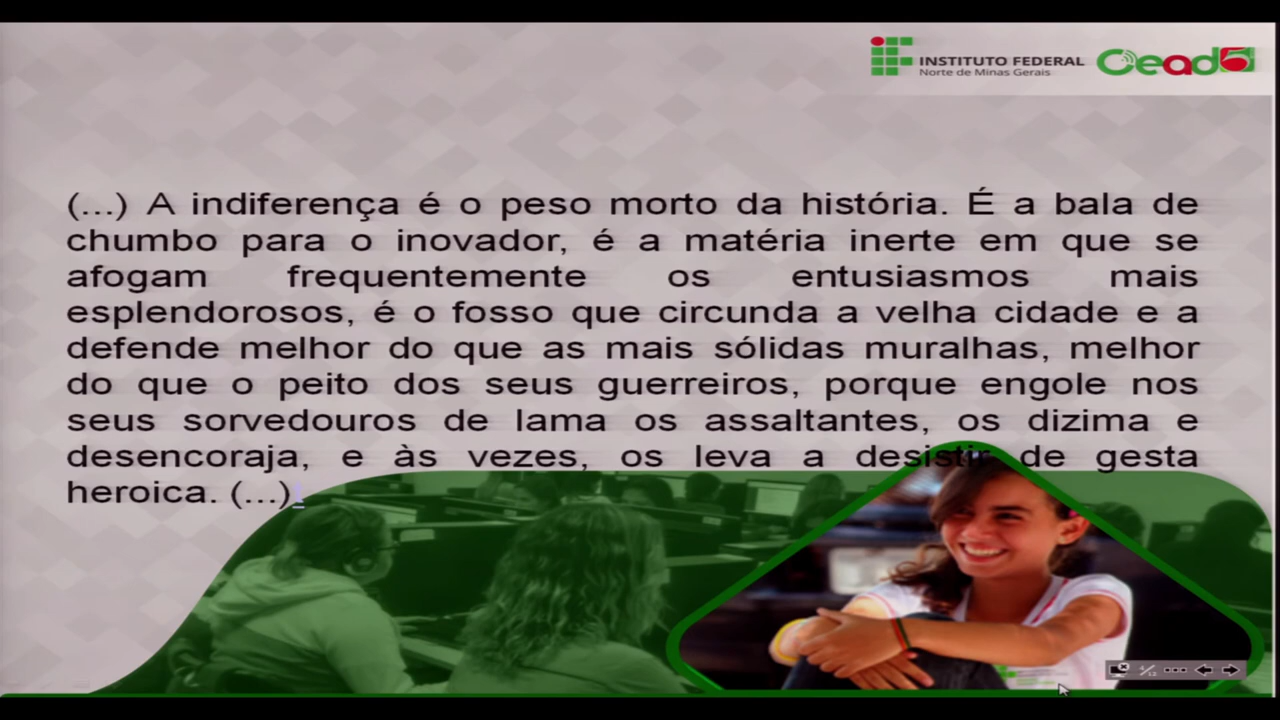 INSTITUTO FEDERAL
Norte de Minas Gerais
Cead
(...) A indiferença é o peso morto da história. É a bala de
chumbo para o inovador, é a matéria inerte em que se
afogam frequentemente os entusiasmos mais
esplendorosos, é o fosso que circunda a velha cidade e a
defende melhor do que as mais sólidas muralhas, melhor
do que o peito dos seus guerreiros, porque engole nos
seus sorvedouros de lama os assaltantes, os dizima e
desencoraja, e às vezes, os leva a desistir de gesta
heroica. (...)